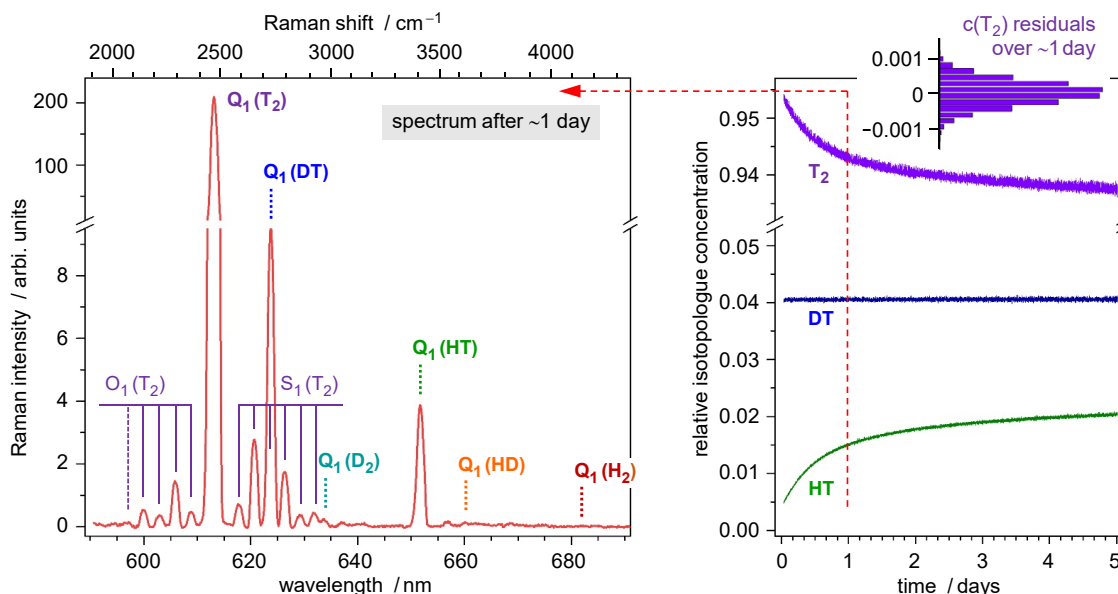 Raman shift / cm⁻¹
2000 2500 3000 3500 4000
Raman intensity / arbi. units
200
100
8
6
4
2
0
Q₁(T₂)
spectrum after ~1 day
Q₁(DT)
Q₁(HT)
O₁(T₂)
S₁(T₂)
Q₁(D₂)
Q₁(HD)
Q₁(H₂)
600 620 640 660 680
wavelength / nm
c(T₂) residuals
over ~1 day
0.001
0
−0.001
relative isotopologue concentration
0.95
0.94
0.05
0.04
0.03
0.02
0.01
0.00
T₂
DT
HT
0 1 2 3 4 5
time / days